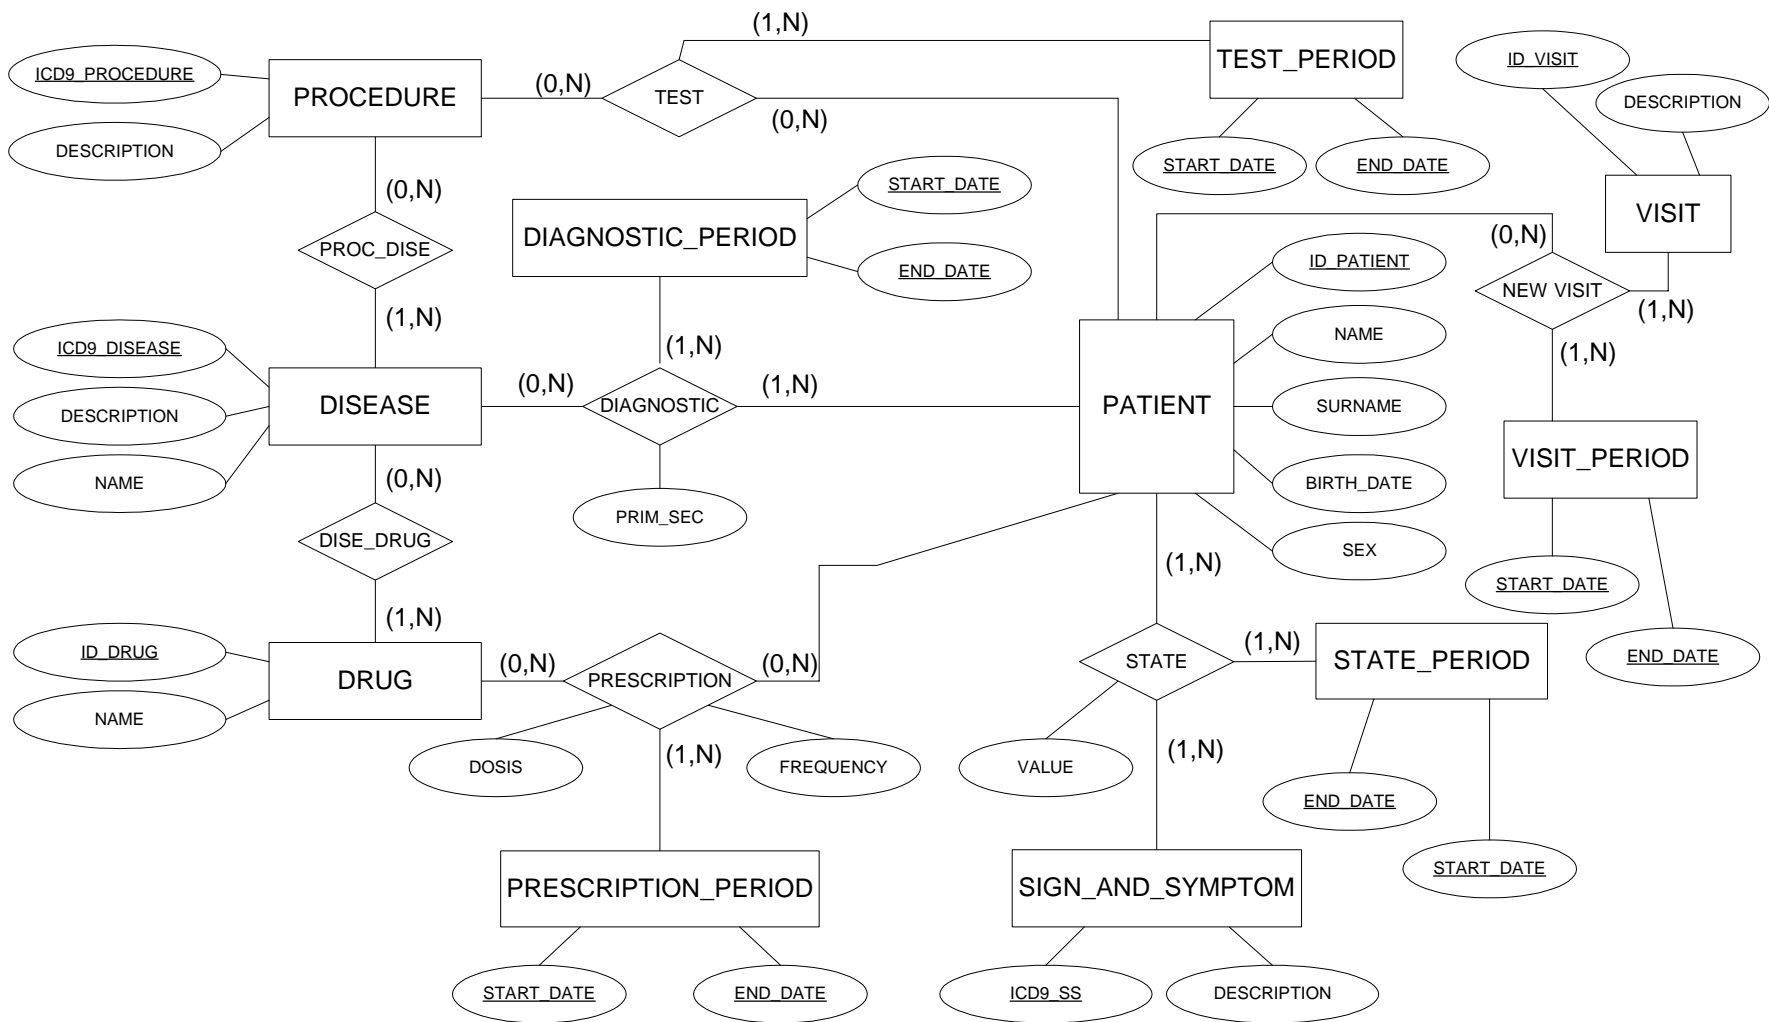 (1,N)
TEST_PERIOD
ID_VISIT
ICD9_PROCEDURE
PROCEDURE
(0,N)
TEST
DESCRIPTION
(0,N)
DESCRIPTION
START_DATE
END_DATE
(0,N)
START_DATE
VISIT
DIAGNOSTIC_PERIOD
(0,N)
PROC_DISE
ID_PATIENT
END_DATE
NEW VISIT
(1,N)
(1,N)
NAME
ICD9_DISEASE
(1,N)
(1,N)
(0,N)
(1,N)
DISEASE
DIAGNOSTIC
PATIENT
SURNAME
DESCRIPTION
VISIT_PERIOD
(0,N)
NAME
BIRTH_DATE
PRIM_SEC
DISE_DRUG
SEX
(1,N)
START_DATE
(1,N)
ID_DRUG
(0,N)
(0,N)
(1,N)
STATE
STATE_PERIOD
END_DATE
DRUG
PRESCRIPTION
NAME
(1,N)
(1,N)
DOSIS
FREQUENCY
VALUE
END_DATE
START_DATE
PRESCRIPTION_PERIOD
SIGN_AND_SYMPTOM
START_DATE
END_DATE
ICD9_SS
DESCRIPTION